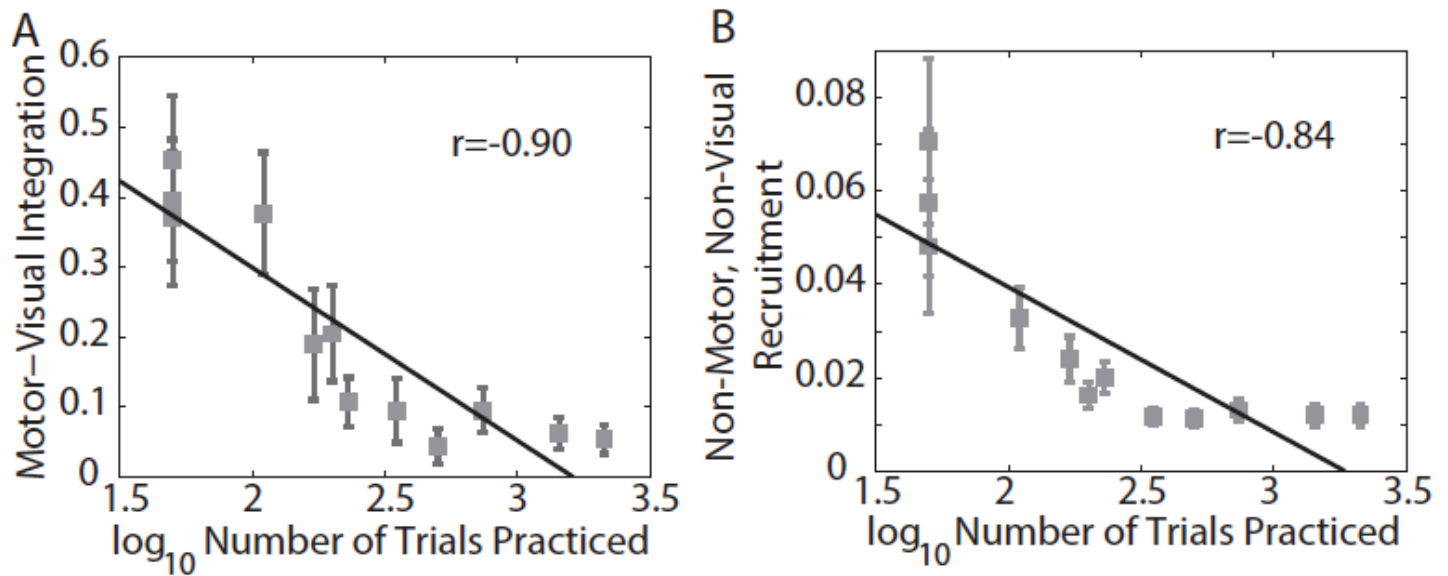 A
Motor–Visual Integration
0.6
0.5
0.4
0.3
0.2
0.1
0
r=-0.90
1.5 2 2.5 3 3.5
log10 Number of Trials Practiced
B
Non-Motor, Non-Visual
Recruitment
0.08
0.06
0.04
0.02
0
r=-0.84
1.5 2 2.5 3 3.5
log10 Number of Trials Practiced